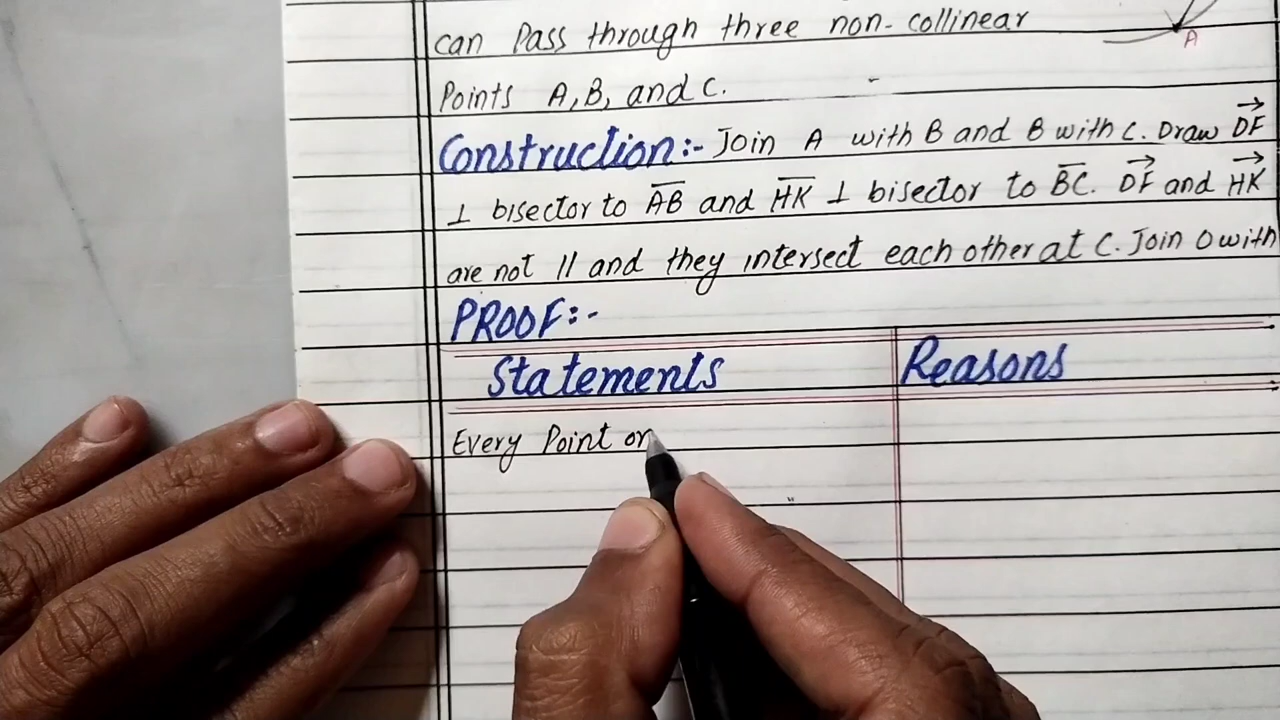 can Pass through three non-collinear
A
Points A, B, and C.
Construction:- Join A with B and B with C. Draw DF
⊥ bisector to AB and HK ⊥ bisector to BC. DF and HK
are not || and they intersect each other at C. Join O with
PROOF:-
Statements Reasons
Every Point on